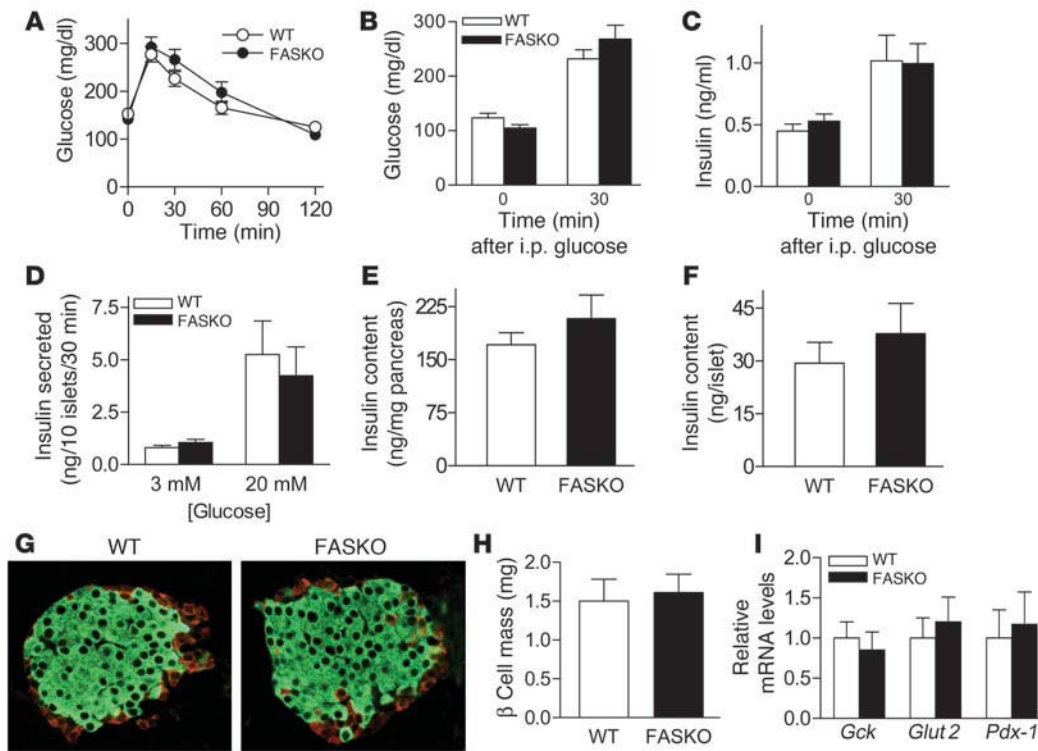 A
Glucose (mg/dl)
300
200
100
0
WT
FASKO
0 30 60 90 120
Time (min)
B
Glucose (mg/dl)
300
200
100
0
WT
FASKO
0 30
Time (min)
after i.p. glucose
C
Insulin (ng/ml)
1.0
0.5
0.0
0 30
Time (min)
after i.p. glucose
D
Insulin secreted
(ng/10 islets/30 min)
7.5
5.0
2.5
0.0
WT
FASKO
3 mM 20 mM
[Glucose]
E
Insulin content
(ng/mg pancreas)
225
150
75
0
WT FASKO
F
Insulin content
(ng/islet)
45
30
15
0
WT FASKO
G
WT FASKO
H
β Cell mass (mg)
2.0
1.5
1.0
0.5
0.0
WT FASKO
I
Relative
mRNA levels
2.0
1.5
1.0
0.5
0.0
WT
FASKO
Gck Glut2 Pdx-1